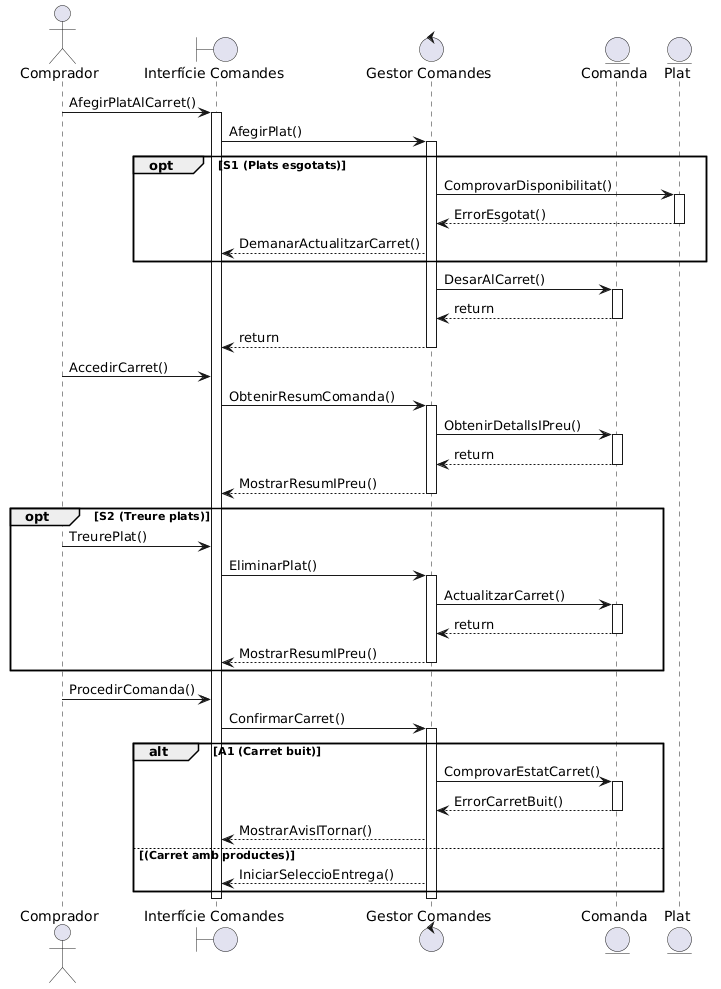 Comprador
Interfície Comandes
Gestor Comandes
Comanda
Plat
AfegirPlatAlCarret()
AfegirPlat()
opt [S1 (Plats esgotats)]
ComprovarDisponibilitat()
ErrorEsgotat()
DemanarActualitzarCarret()
DesarAlCarret()
return
return
AccedirCarret()
ObtenirResumComanda()
ObtenirDetallsIPreu()
return
MostrarResumIPreu()
opt [S2 (Treure plats)]
TreurePlat()
EliminarPlat()
ActualitzarCarret()
return
MostrarResumIPreu()
ProcedirComanda()
ConfirmarCarret()
alt [A1 (Carret buit)]
ComprovarEstatCarret()
ErrorCarretBuit()
MostrarAvisITornar()
[(Carret amb productes)]
IniciarSeleccioEntrega()
Comprador
Interfície Comandes
Gestor Comandes
Comanda
Plat